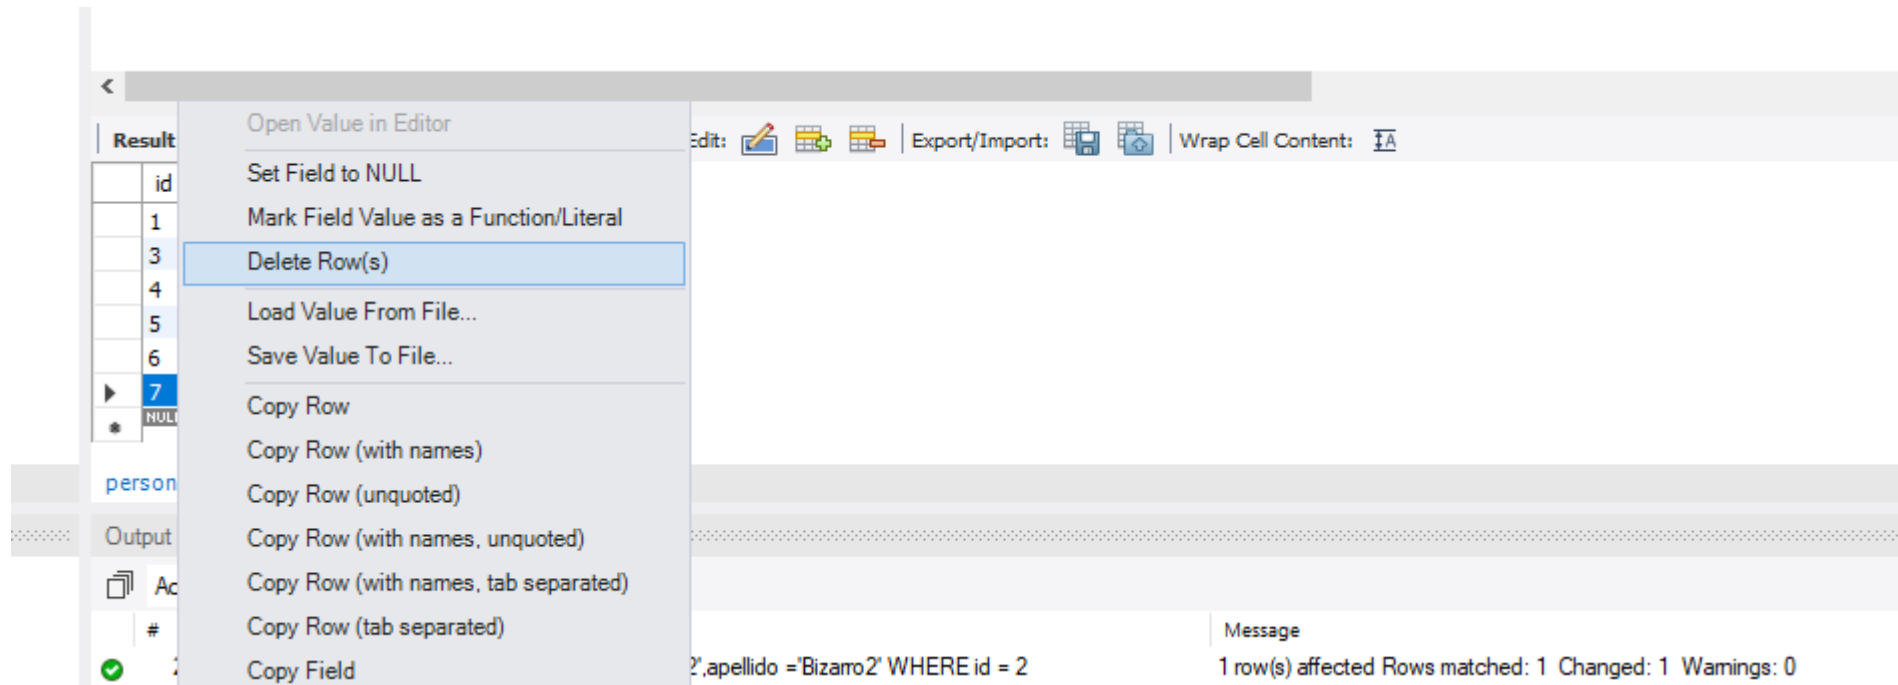 Open Value in Editor
Result Edit: Export/Import: Wrap Cell Content:
id
Set Field to NULL
1
Mark Field Value as a Function/Literal
3
Delete Row(s)
4
Load Value From File...
5
6
Save Value To File...
7
Copy Row
NULL
Copy Row (with names)
person
Copy Row (unquoted)
Output
Copy Row (with names, unquoted)
Ac
Copy Row (with names, tab separated)
# Message
Copy Row (tab separated)
Copy Field
2',apellido ='Bizarro2' WHERE id = 2 1 row(s) affected Rows matched: 1 Changed: 1 Warnings: 0